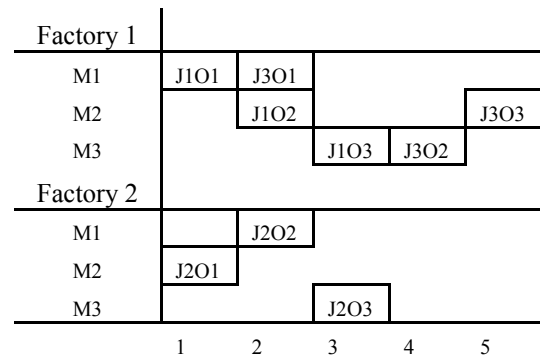 Factory 1
M1 J1O1 J3O1
M2 J1O2 J3O3
M3 J1O3 J3O2
Factory 2
M1 J2O2
M2 J2O1
M3 J2O3
1 2 3 4 5